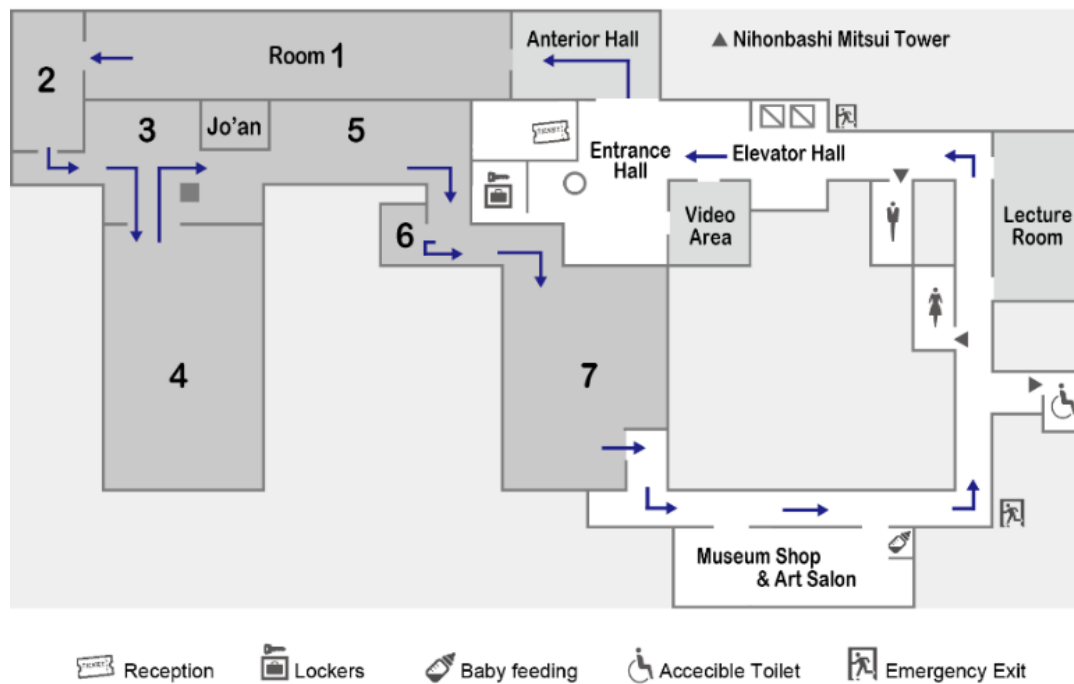 Anterior Hall
▲ Nihonbashi Mitsui Tower
Room 1
2
3
Jo'an
5
TICKET
Entrance
Hall
Elevator Hall
Video
Area
Lecture
Room
6
4
7
Museum Shop
& Art Salon
TICKET Reception
Lockers
Baby feeding
Accecible Toilet
Emergency Exit